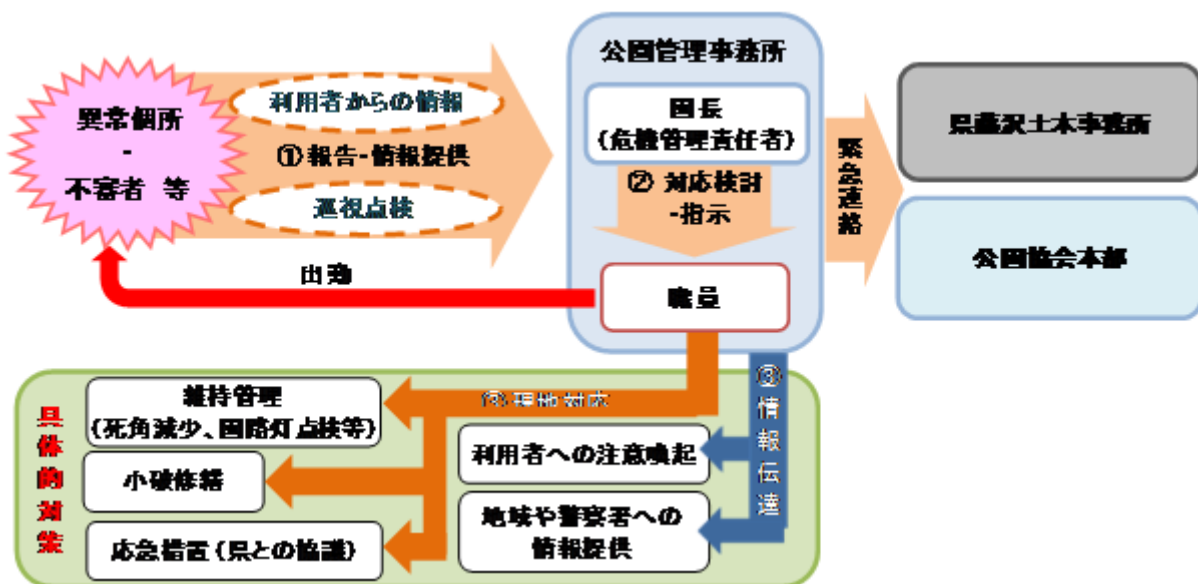 異常個所
-
不審者 等
利用者からの情報
①報告-情報提供
巡視点検
出動
公園管理事務所
園長
(危機管理責任者)
② 対応検討
-指示
職員
緊急連絡
県藤沢土木事務所
公園協会本部
具体的対策
維持管理
(死角減少、園路灯点検等)
小破修繕
応急措置(県との協議)
現地対応
利用者への注意喚起
地域や警察署への
情報提供
③情報伝達